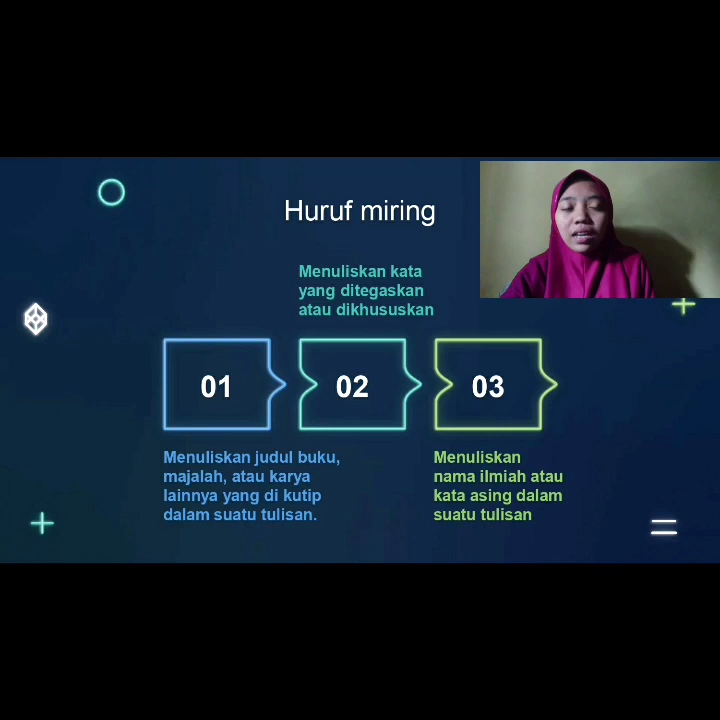 Huruf miring
Menuliskan kata
yang ditegaskan
atau dikhususkan
01
02
03
Menuliskan judul buku,
majalah, atau karya
lainnya yang di kutip
dalam suatu tulisan.
Menuliskan
nama ilmiah atau
kata asing dalam
suatu tulisan